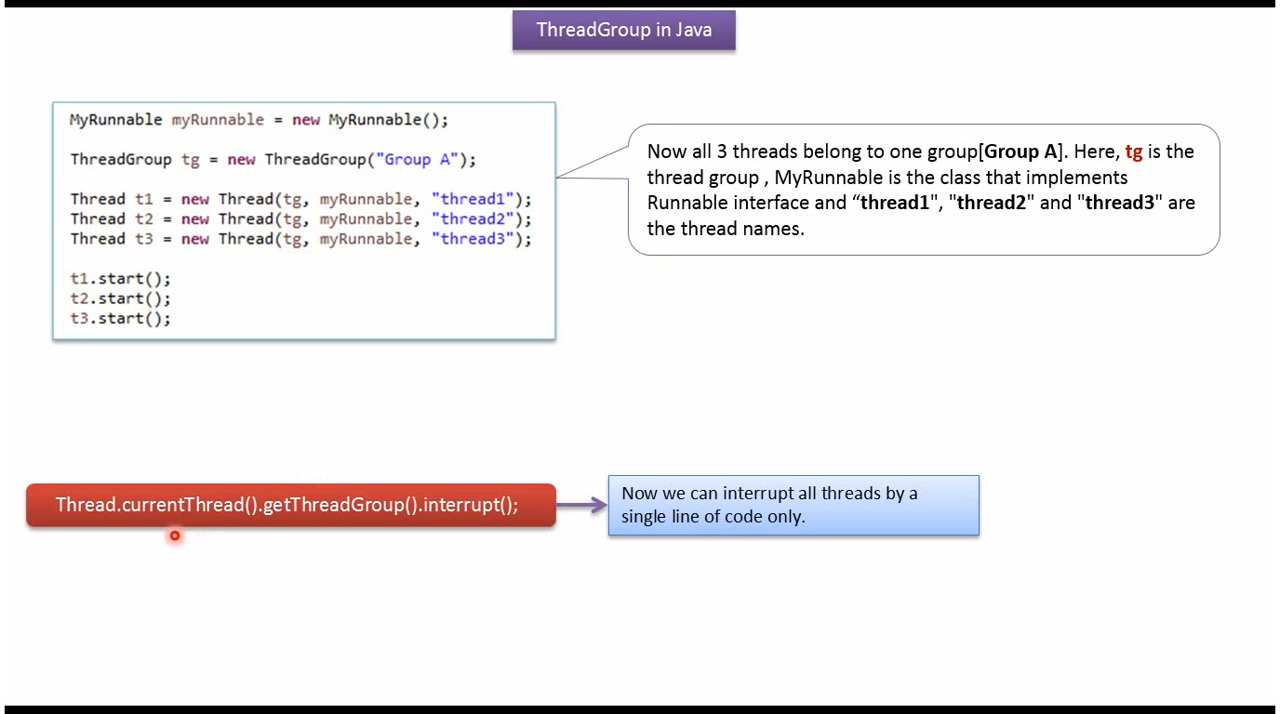 ThreadGroup in Java
MyRunnable myRunnable = new MyRunnable();
ThreadGroup tg = new ThreadGroup("Group A");
Thread t1 = new Thread(tg, myRunnable, "thread1");
Thread t2 = new Thread(tg, myRunnable, "thread2");
Thread t3 = new Thread(tg, myRunnable, "thread3");
t1.start();
t2.start();
t3.start();
Now all 3 threads belong to one group[Group A]. Here, tg is the
thread group , MyRunnable is the class that implements
Runnable interface and “thread1", "thread2" and "thread3" are
the thread names.
Thread.currentThread().getThreadGroup().interrupt();
Now we can interrupt all threads by a
single line of code only.